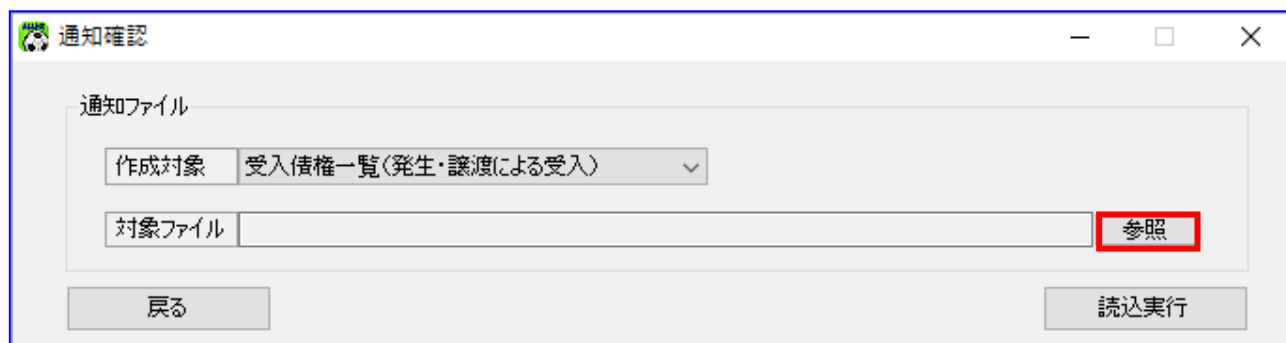 通知確認
通知ファイル
作成対象 受入債権一覧(発生・譲渡による受入)
対象ファイル 参照
戻る 読込実行